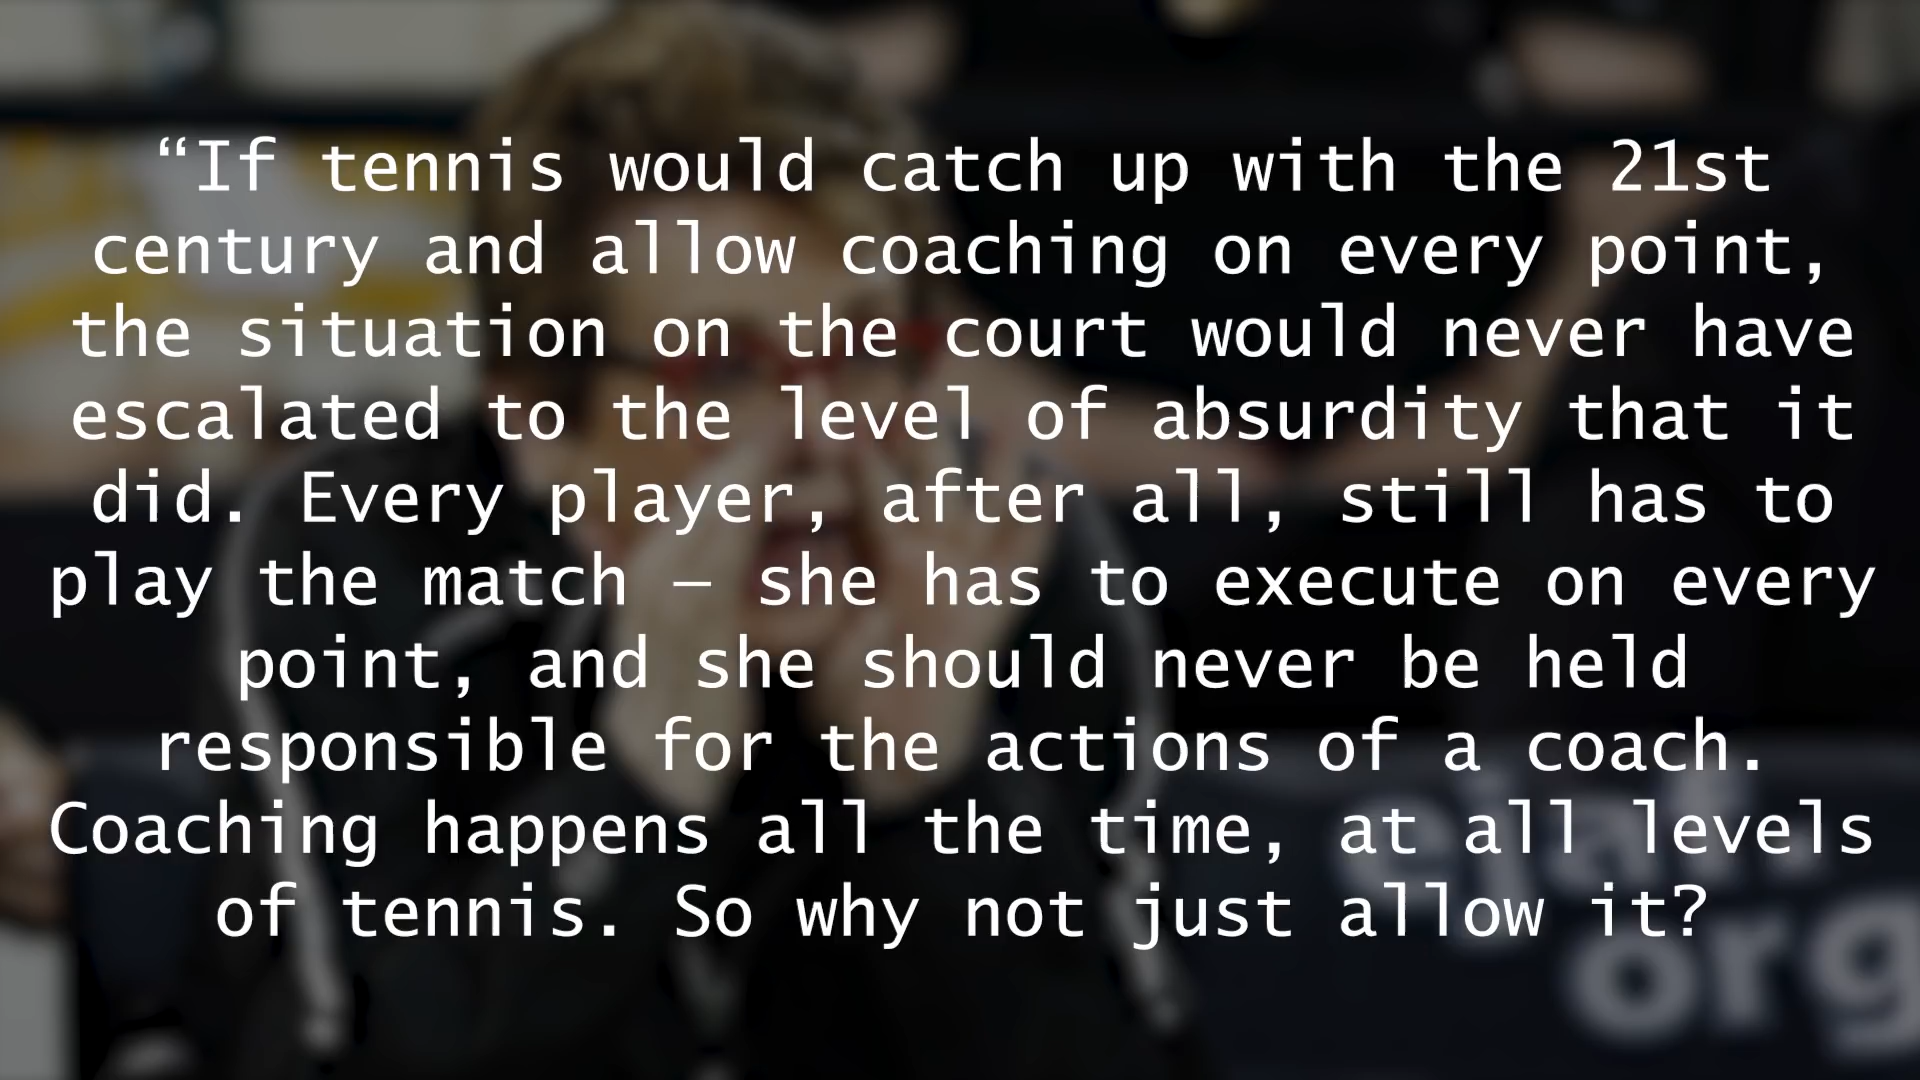 “If tennis would catch up with the 21st
century and allow coaching on every point,
the situation on the court would never have
escalated to the level of absurdity that it
did. Every player, after all, still has to
play the match — she has to execute on every
point, and she should never be held
responsible for the actions of a coach.
Coaching happens all the time, at all levels
of tennis. So why not just allow it?
ejaf.
org